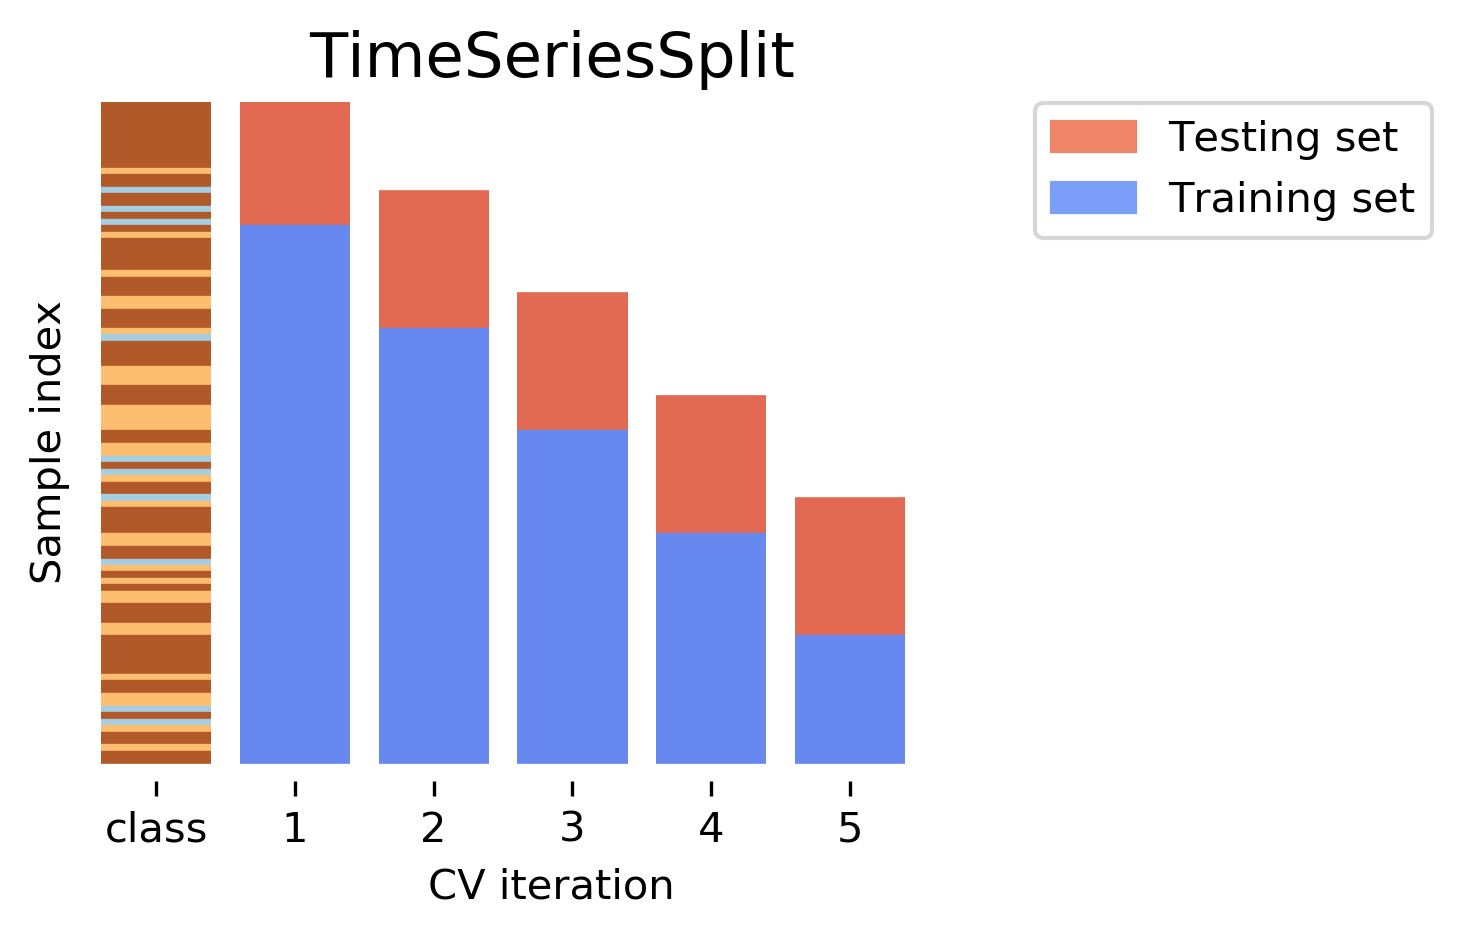 TimeSeriesSplit
Testing set
Training set
Sample index
class 1 2 3 4 5
CV iteration